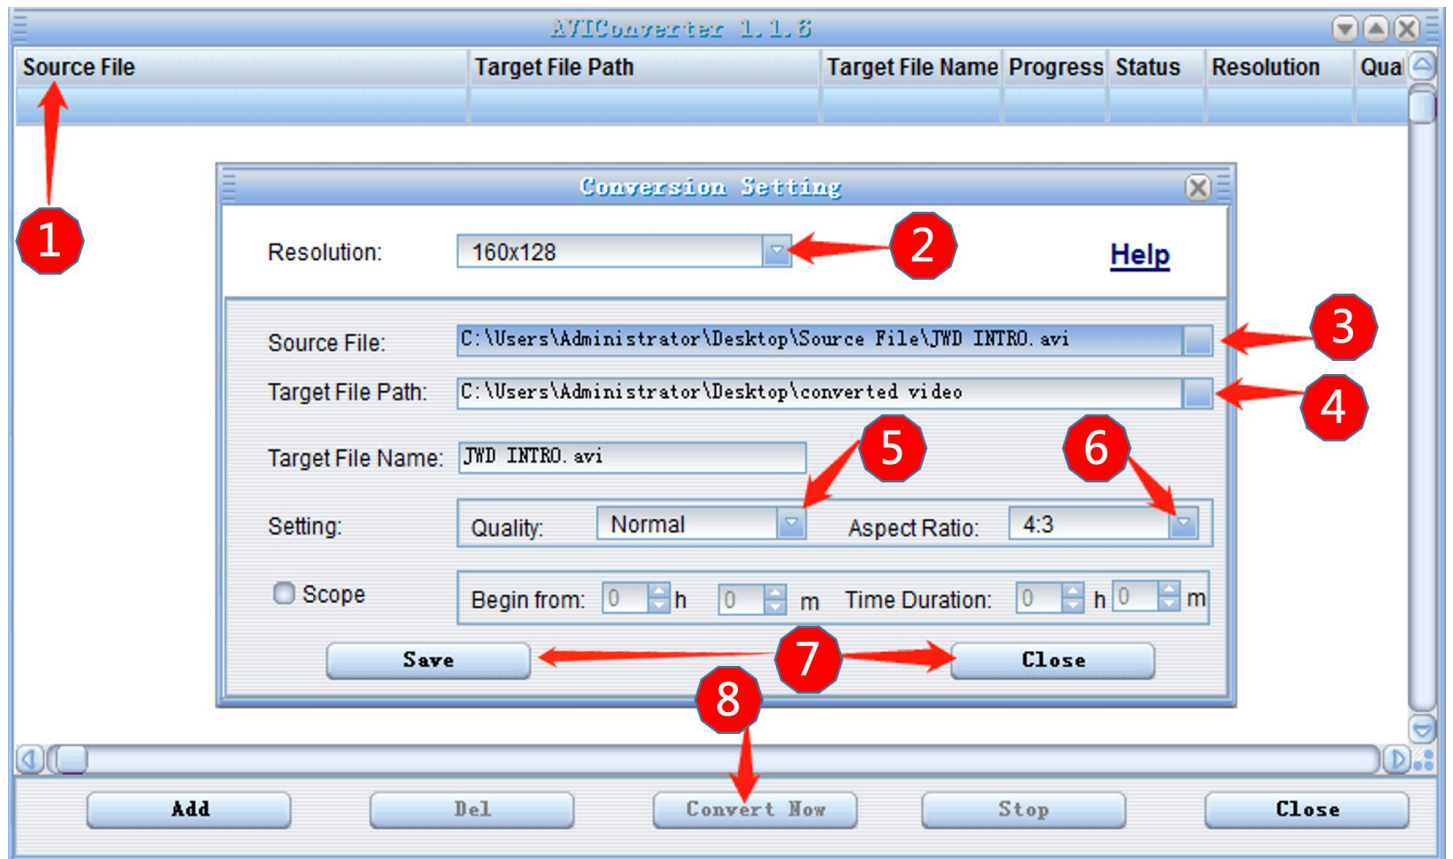 AVIConverter 1.1.6
Source File Target File Path Target File Name Progress Status Resolution Qua
1
Conversion Setting
Resolution: 160x128 2 Help
Source File: C:\Users\Administrator\Desktop\Source File\JWD INTRO.avi 3
Target File Path: C:\Users\Administrator\Desktop\converted video 4
5 6
Target File Name: JWD INTRO.avi
Setting: Quality: Normal Aspect Ratio: 4:3
Scope Begin from: 0 h 0 m Time Duration: 0 h 0 m
Save 7 Close
8
Add Del Convert Now Stop Close